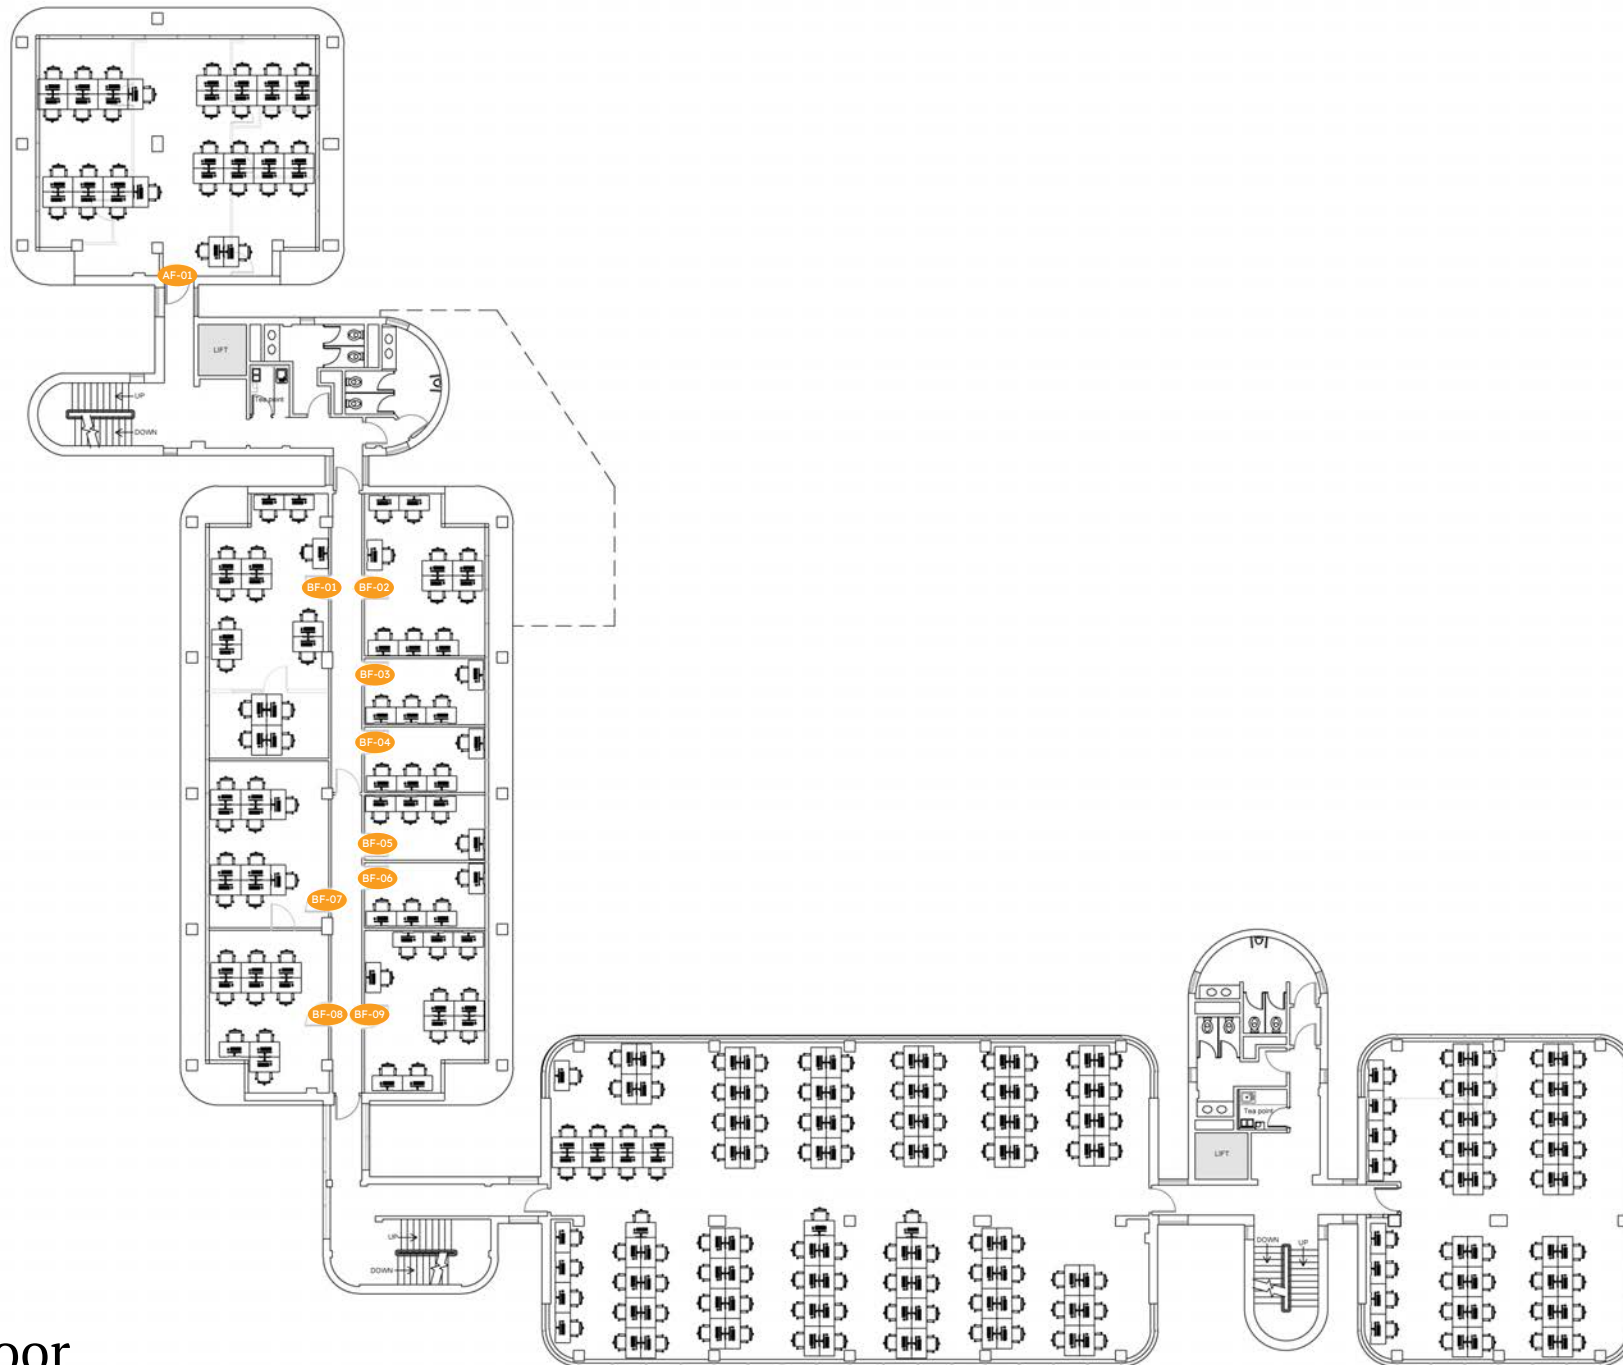 AF-01
LIFT
Tea point
UP
DOWN
BF-01
BF-02
BF-03
BF-04
BF-05
BF-06
BF-07
BF-08
BF-09
Tea point
LIFT
UP
DOWN
DOWN
UP
oor